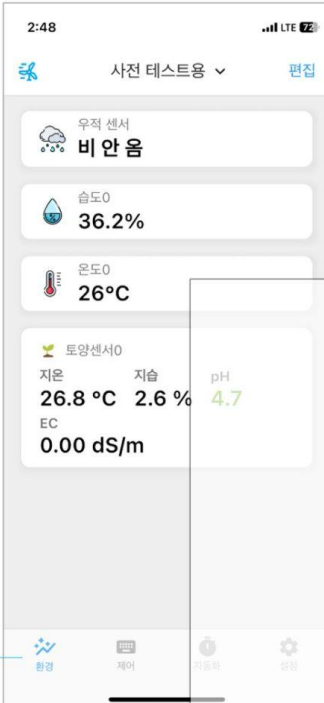 2:48 LTE 72
사전 테스트용 편집
우적 센서
비 안 옴
습도0
36.2%
온도0
26°C
토양센서0
지온 지습 pH
26.8 °C 2.6 % 4.7
EC
0.00 dS/m
환경 제어 자동화 설정